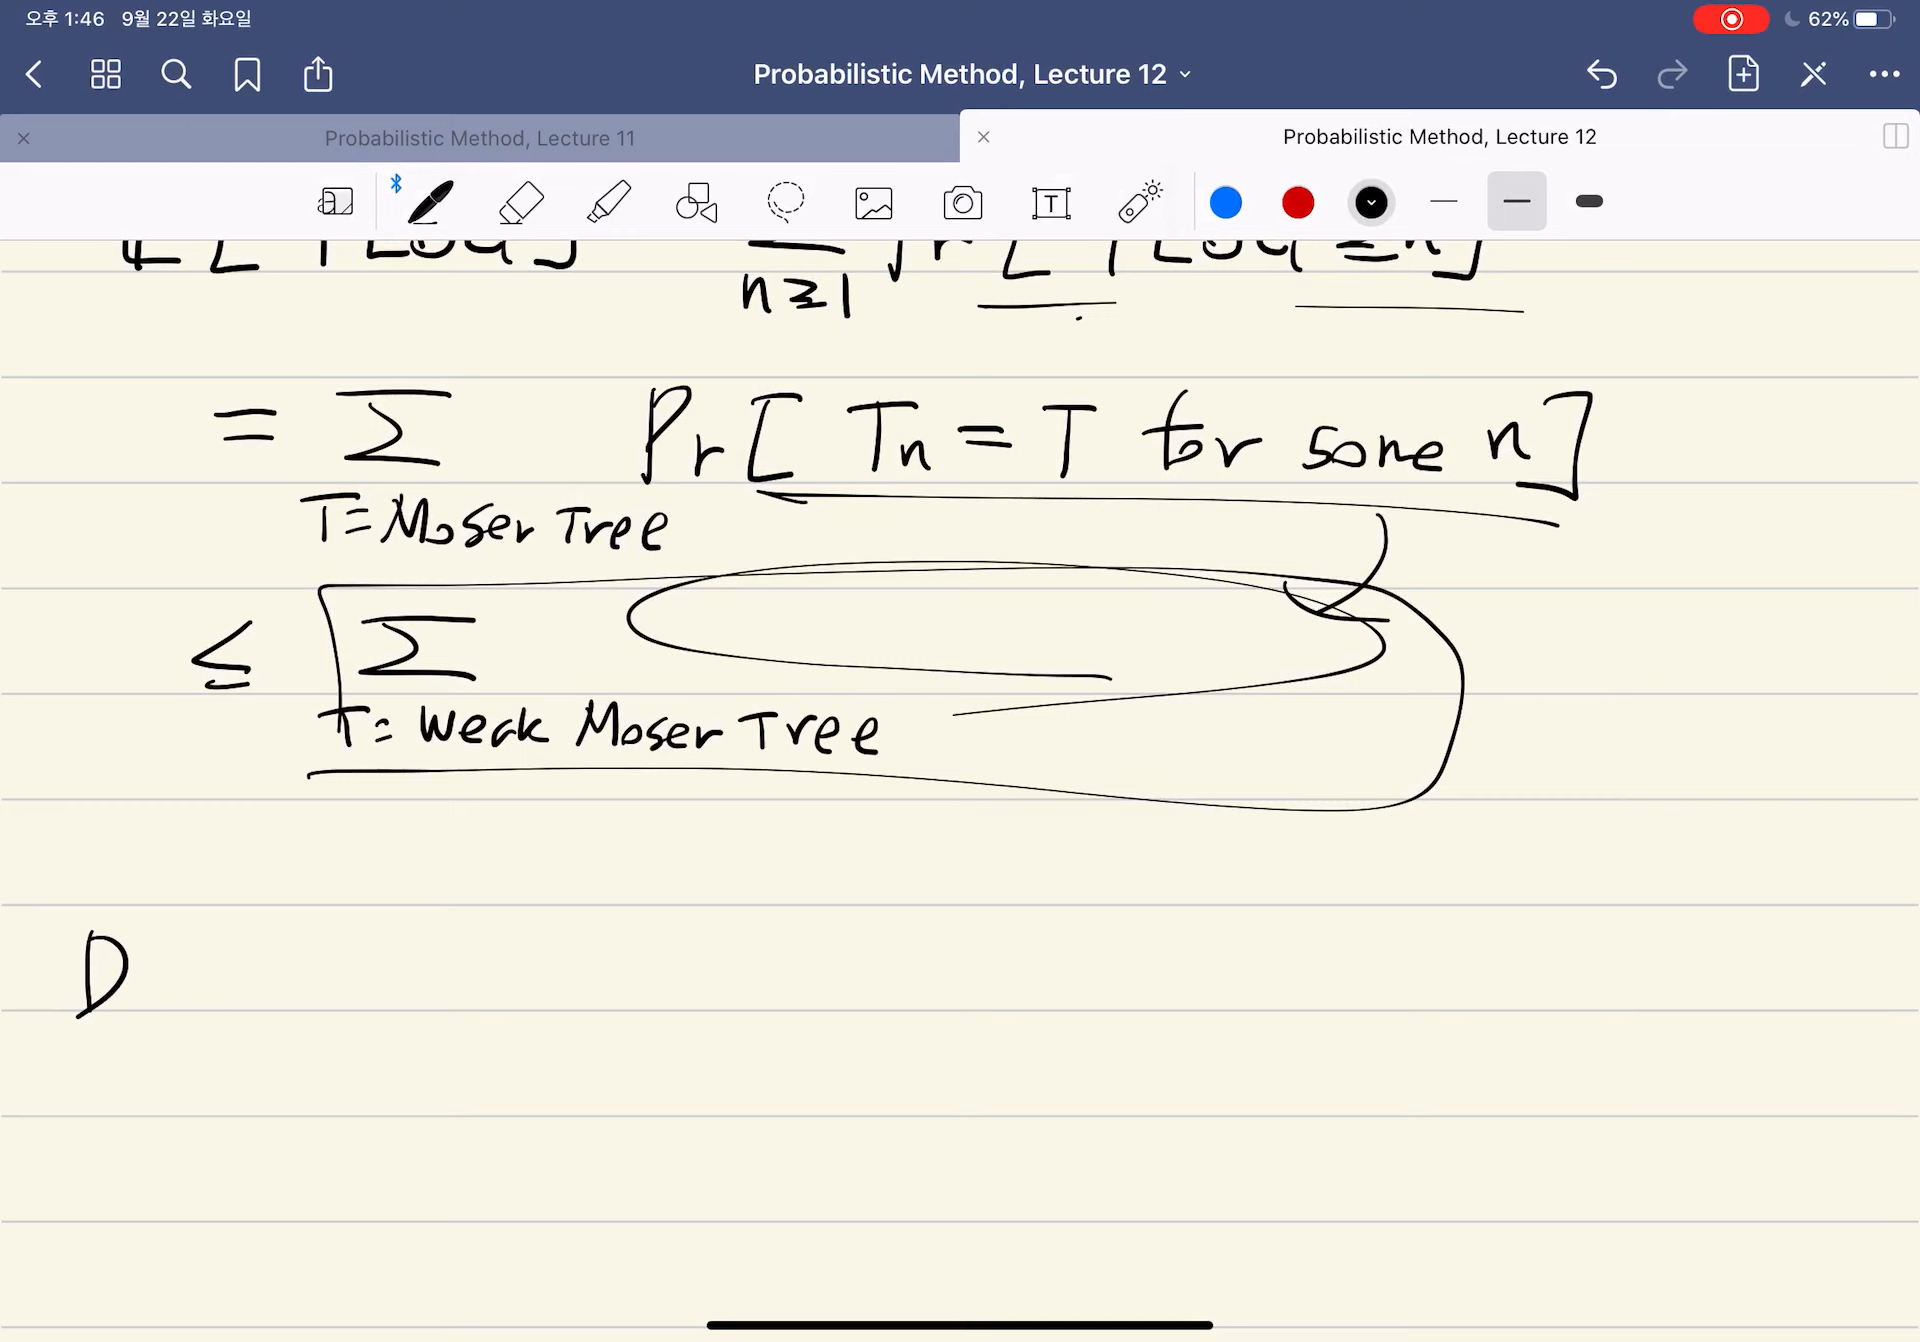 오후 1:46 9월 22일 화요일
62%
Probabilistic Method, Lecture 12
Probabilistic Method, Lecture 11
Probabilistic Method, Lecture 12
n≥1
= Σ Pr[ Tn = T for some n]
T = Moser Tree
≤ Σ
T = Weak Moser Tree
D